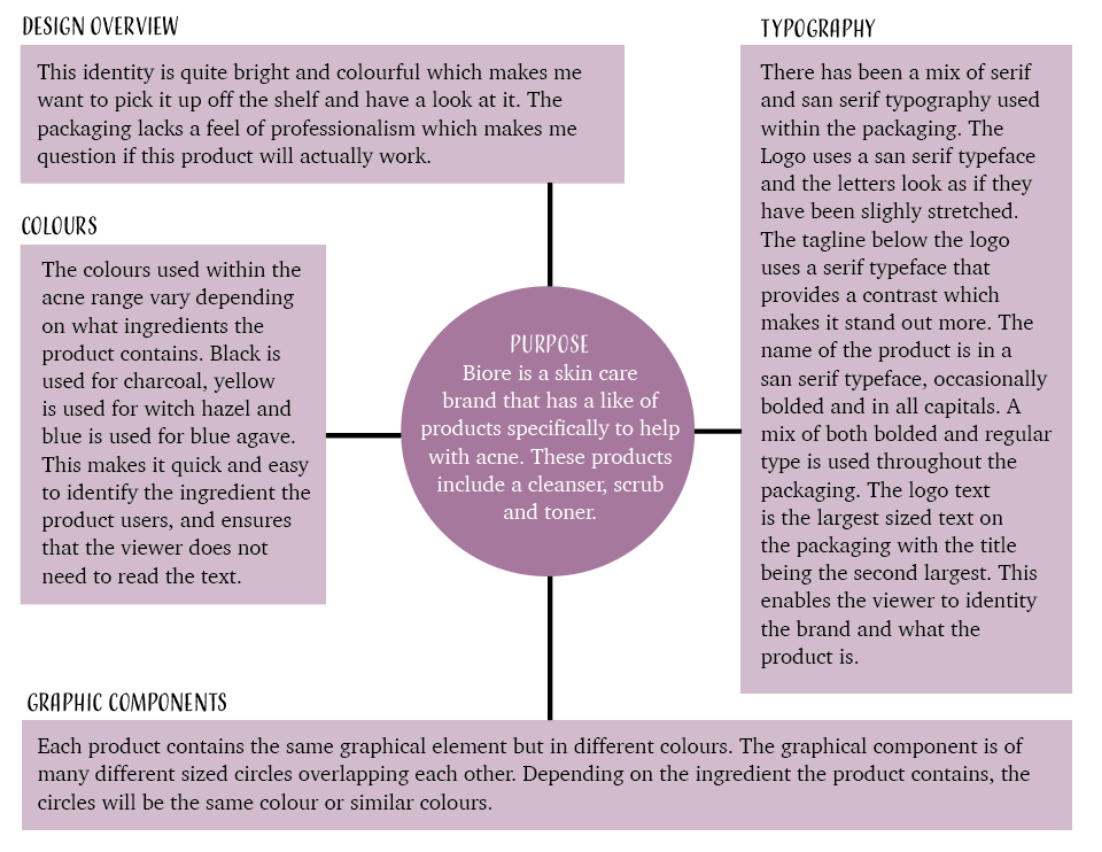 DESIGN OVERVIEW
This identity is quite bright and colourful which makes me
want to pick it up off the shelf and have a look at it. The
packaging lacks a feel of professionalism which makes me
question if this product will actually work.
COLOURS
The colours used within the
acne range vary depending
on what ingredients the
product contains. Black is
used for charcoal, yellow
is used for witch hazel and
blue is used for blue agave.
This makes it quick and easy
to identify the ingredient the
product users, and ensures
that the viewer does not
need to read the text.
PURPOSE
Biore is a skin care
brand that has a like of
products specifically to help
with acne. These products
include a cleanser, scrub
and toner.
TYPOGRAPHY
There has been a mix of serif
and san serif typography used
within the packaging. The
Logo uses a san serif typeface
and the letters look as if they
have been slighly stretched.
The tagline below the logo
uses a serif typeface that
provides a contrast which
makes it stand out more. The
name of the product is in a
san serif typeface, occasionally
bolded and in all capitals. A
mix of both bolded and regular
type is used throughout the
packaging. The logo text
is the largest sized text on
the packaging with the title
being the second largest. This
enables the viewer to identity
the brand and what the
product is.
GRAPHIC COMPONENTS
Each product contains the same graphical element but in different colours. The graphical component is of
many different sized circles overlapping each other. Depending on the ingredient the product contains, the
circles will be the same colour or similar colours.